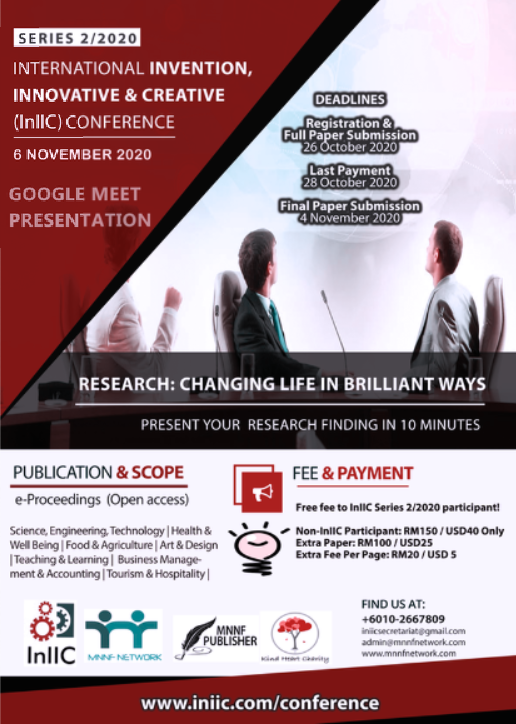 SERIES 2/2020
INTERNATIONAL INVENTION,
INNOVATIVE & CREATIVE
(InIIC) CONFERENCE
6 NOVEMBER 2020
GOOGLE MEET
PRESENTATION
DEADLINES
Registration &
Full Paper Submission
26 October 2020
Last Payment
28 October 2020
Final Paper Submission
4 November 2020
RESEARCH: CHANGING LIFE IN BRILLIANT WAYS
PRESENT YOUR RESEARCH FINDING IN 10 MINUTES
PUBLICATION & SCOPE
e-Proceedings (Open access)
Science, Engineering, Technology | Health &
Well Being | Food & Agriculture | Art & Design
| Teaching & Learning | Business Manage-
ment & Accounting | Tourism & Hospitality |
FEE & PAYMENT
Free fee to InIIC Series 2/2020 participant!
Non-InIIC Participant: RM150 / USD40 Only
Extra Paper: RM100 / USD25
Extra Fee Per Page: RM20 / USD 5
InIIC
MNNF NETWORK
MNNF
PUBLISHER
Kind Heart Charity
FIND US AT:
+6010-2667809
iniicsecretariat@gmail.com
admin@mnnfnetwork.com
www.mnnfnetwork.com
www.iniic.com/conference